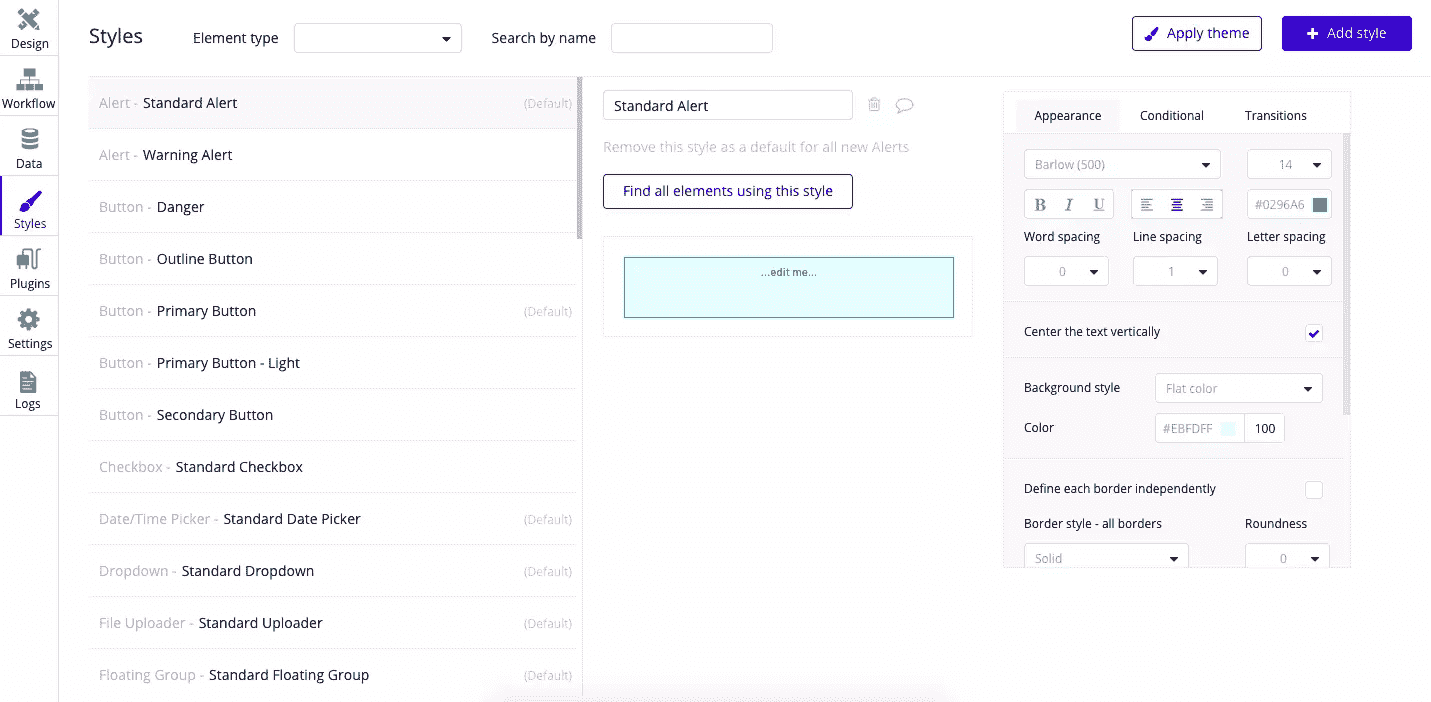 Design
Workflow
Data
Styles
Plugins
Settings
Logs
Styles Element type Search by name Apply theme + Add style
Alert - Standard Alert (Default)
Alert - Warning Alert
Button - Danger
Button - Outline Button
Button - Primary Button (Default)
Button - Primary Button - Light
Button - Secondary Button
Checkbox - Standard Checkbox
Date/Time Picker - Standard Date Picker (Default)
Dropdown - Standard Dropdown (Default)
File Uploader - Standard Uploader (Default)
Floating Group - Standard Floating Group (Default)
Standard Alert
Remove this style as a default for all new Alerts
Find all elements using this style
...edit me...
Appearance Conditional Transitions
Barlow (500) 14
B I U #0296A6
Word spacing Line spacing Letter spacing
0 1 0
Center the text vertically
Background style Flat color
Color #EBFDFF 100
Define each border independently
Border style - all borders Roundness
Solid 0